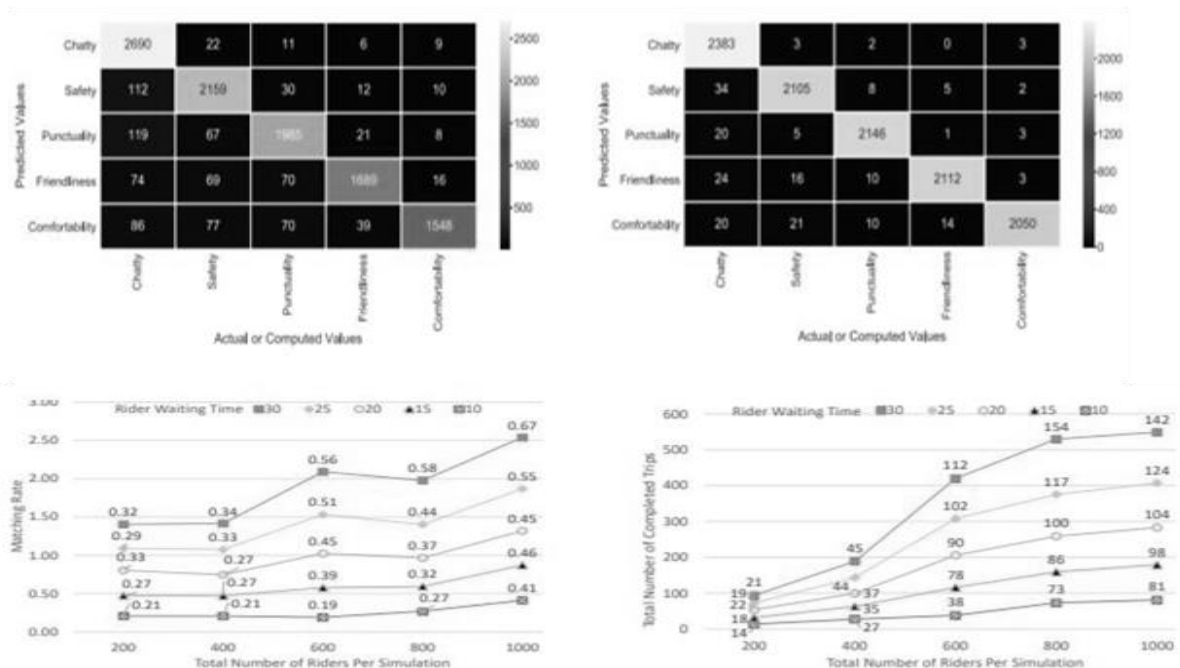 Chatty 2690 22 11 6 9
Safety 112 2159 30 12 10
Punctuality 119 67 1985 21 8
Friendliness 74 69 70 1689 16
Comfortability 86 77 70 39 1548
Predicted Values
2500
2000
1500
1000
500
Chatty Safety Punctuality Friendliness Comfortability
Actual or Computed Values
Chatty 2383 3 2 0 3
Safety 34 2105 8 5 2
Punctuality 20 5 2146 1 3
Friendliness 24 16 10 2112 3
Comfortability 20 21 10 14 2050
Predicted Values
2000
1600
1200
800
400
0
Chatty Safety Punctuality Friendliness Comfortability
Actual or Computed Values
3.00
2.50
2.00
1.50
1.00
0.50
0.00
Matching Rate
Rider Waiting Time 30 25 20 15 10
0.32 0.34 0.56 0.58 0.67
0.29 0.33 0.51 0.44 0.55
0.33 0.27 0.45 0.37 0.45
0.27 0.27 0.39 0.32 0.46
0.21 0.21 0.19 0.27 0.41
200 400 600 800 1000
Total Number of Riders Per Simulation
600
500
400
300
200
100
0
Total Number of Completed Trips
Rider Waiting Time 30 25 20 15 10
21 45 112 154 142
19 44 102 117 124
22 37 90 100 104
18 35 78 86 98
14 27 38 73 81
200 400 600 800 1000
Total Number of Riders Per Simulation